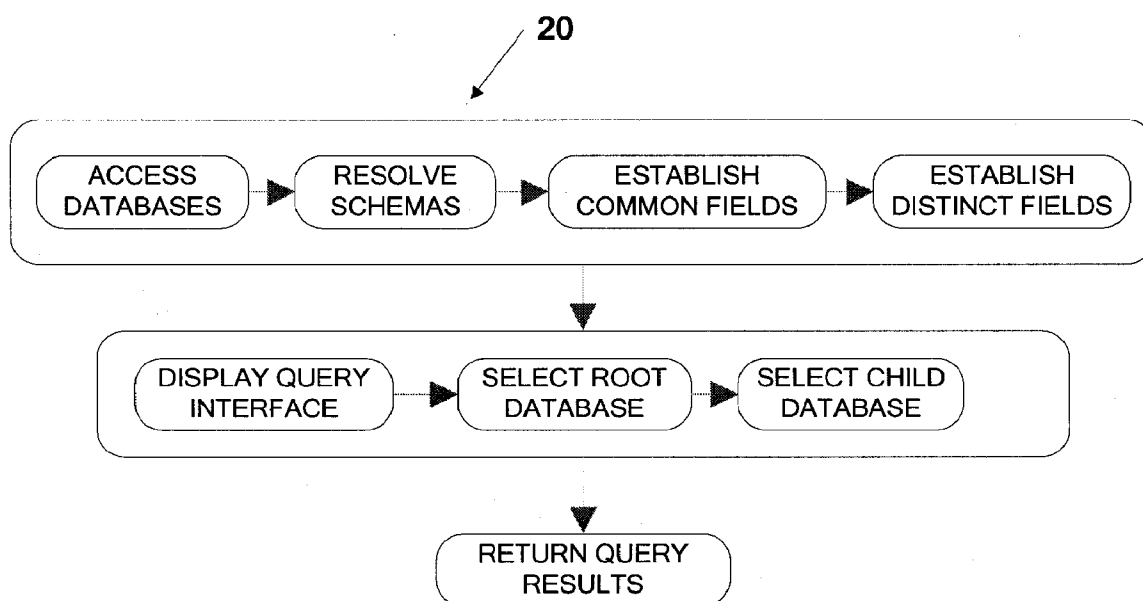 20
ACCESS
DATABASES
RESOLVE
SCHEMAS
ESTABLISH
COMMON FIELDS
ESTABLISH
DISTINCT FIELDS
DISPLAY QUERY
INTERFACE
SELECT ROOT
DATABASE
SELECT CHILD
DATABASE
RETURN QUERY
RESULTS